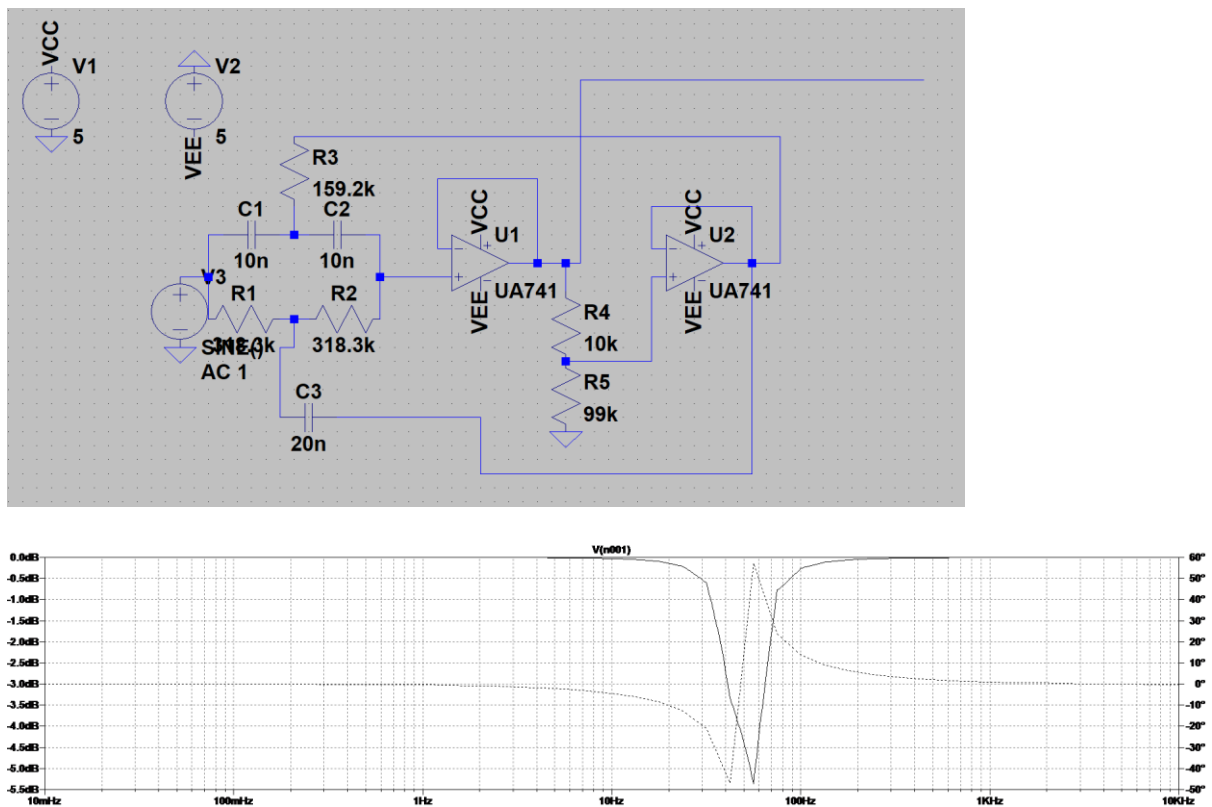 VCC
V1
5
V2
VEE
5
R3
159.2k
C1
10n
C2
10n
V3
R1
318.3k
R2
318.3k
SINE()
AC 1
C3
20n
VCC
U1
VEE
UA741
R4
10k
R5
99k
VCC
U2
VEE
UA741
V(n001)
0.0dB
-0.5dB
-1.0dB
-1.5dB
-2.0dB
-2.5dB
-3.0dB
-3.5dB
-4.0dB
-4.5dB
-5.0dB
-5.5dB
60°
50°
40°
30°
20°
10°
0°
-10°
-20°
-30°
-40°
-50°
10mHz 100mHz 1Hz 10Hz 100Hz 1KHz 10KHz